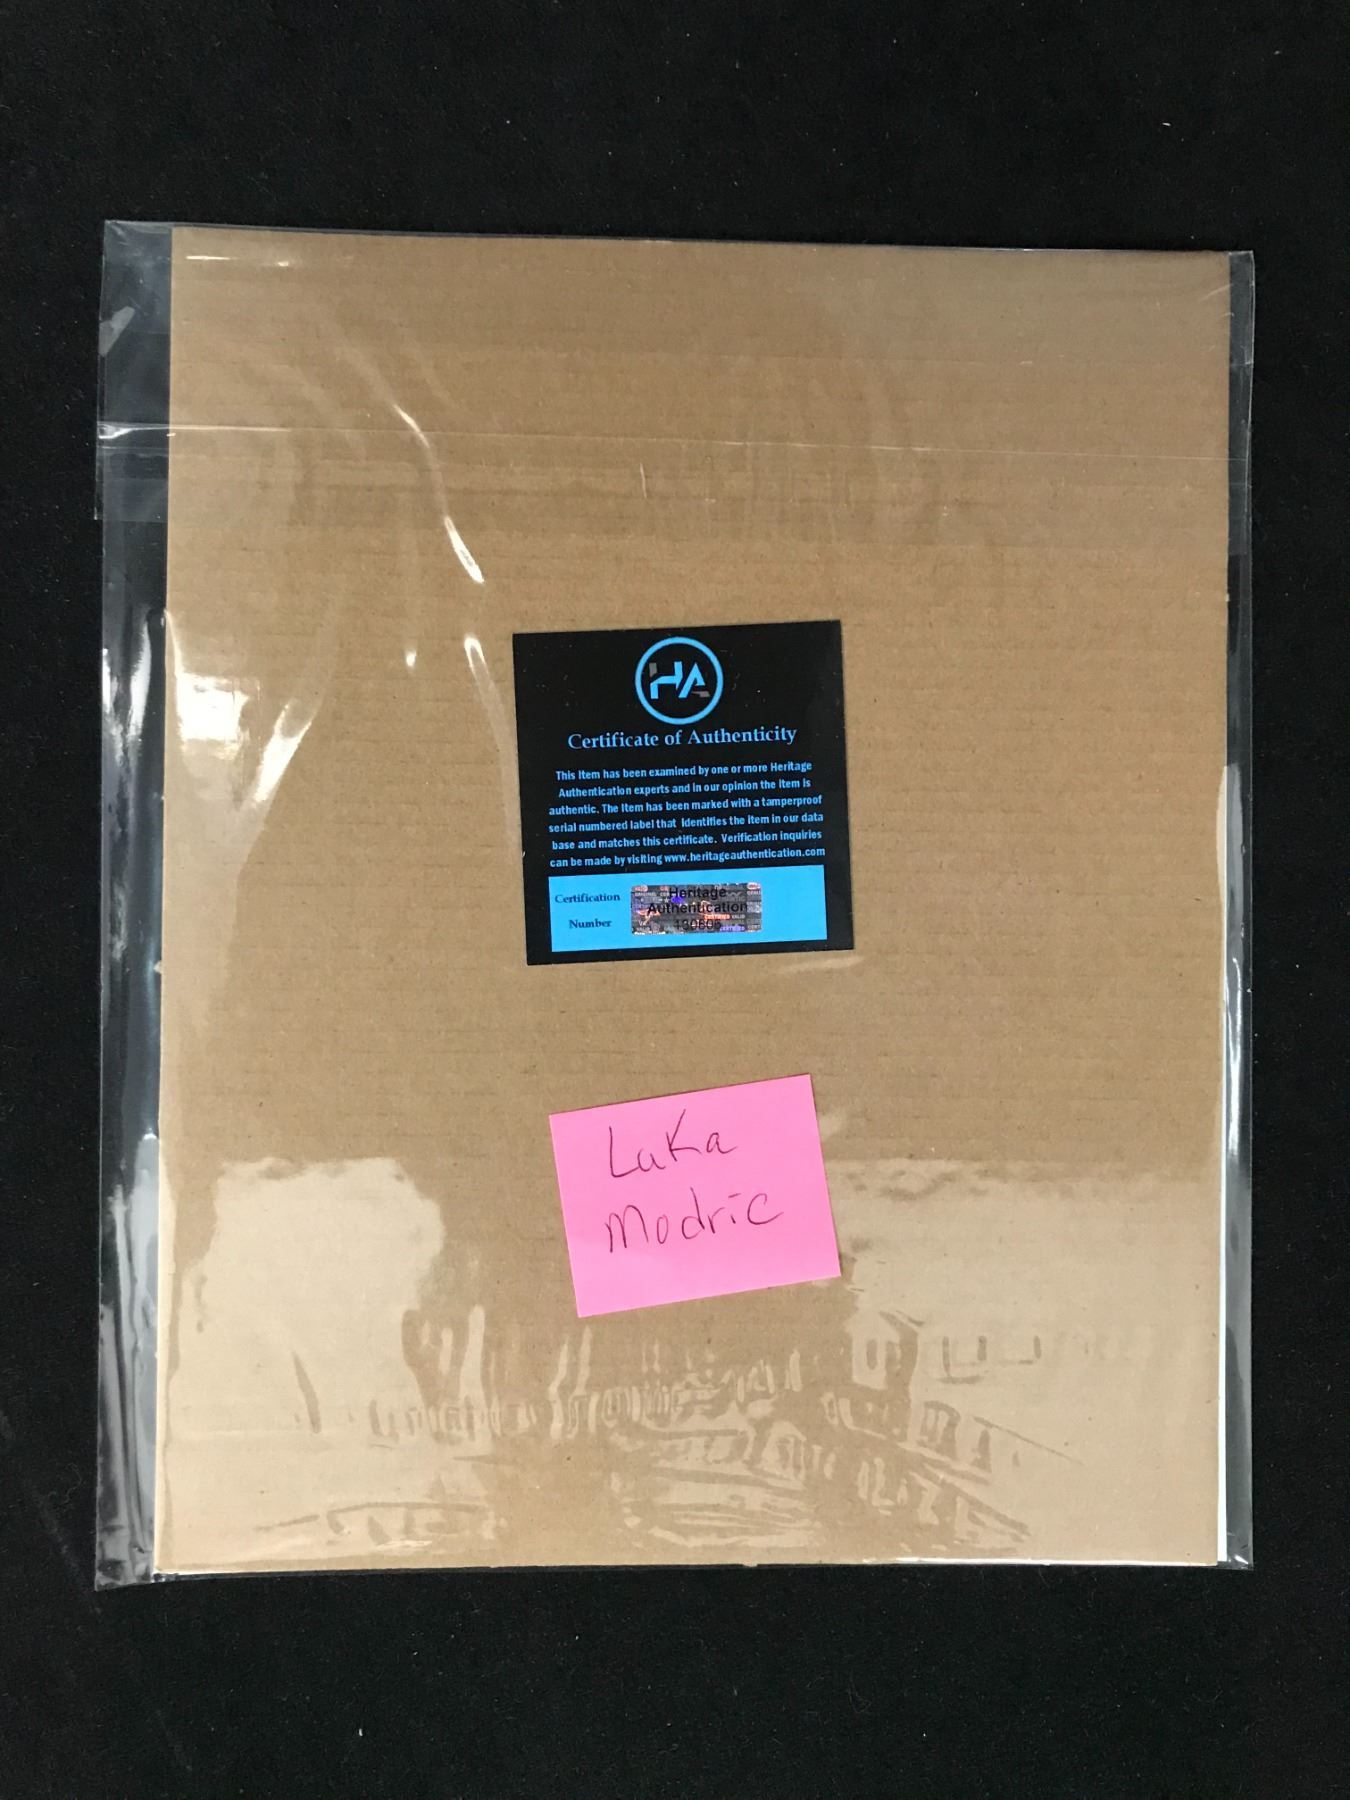 HA
Certificate of Authenticity
This Item has been examined by one or more Heritage
Authentication experts and in our opinion the item is
authentic. The Item has been marked with a tamperproof
serial numbered label that identifies the item in our data
base and matches this certificate. Verification inquiries
can be made by visiting www.heritageauthentication.com
Certification
Number
Heritage
Authentication
LuKa
Modric